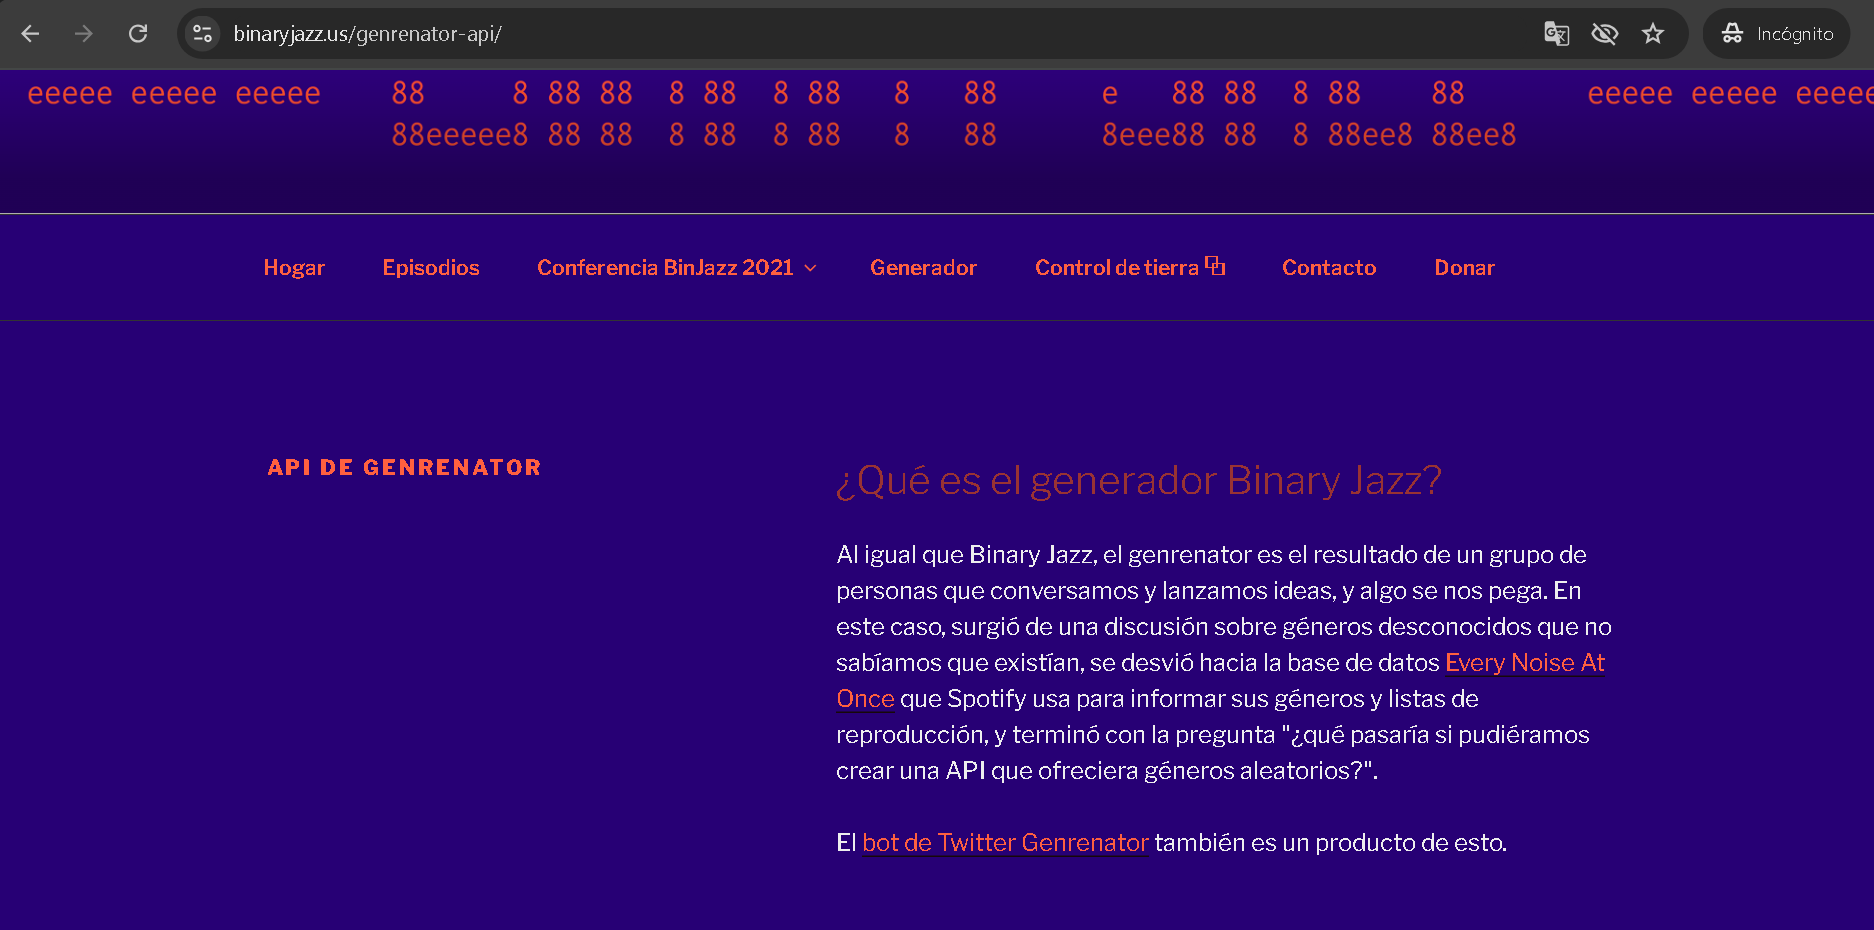 binaryjazz.us/genrenator-api/
Incógnito
eeeee eeeee eeeee 88 8 88 88 8 88 8 88 8 88 e 88 88 8 88 88 eeeee eeeee eeeee
88eeeee8 88 88 8 88 8 88 8 88 8eee88 88 8 88ee8 88ee8
Hogar Episodios Conferencia BinJazz 2021 Generador Control de tierra Contacto Donar
API DE GENRENATOR
¿Qué es el generador Binary Jazz?
Al igual que Binary Jazz, el genrenator es el resultado de un grupo de
personas que conversamos y lanzamos ideas, y algo se nos pega. En
este caso, surgió de una discusión sobre géneros desconocidos que no
sabíamos que existían, se desvió hacia la base de datos Every Noise At
Once que Spotify usa para informar sus géneros y listas de
reproducción, y terminó con la pregunta "¿qué pasaría si pudiéramos
crear una API que ofreciera géneros aleatorios?".
El bot de Twitter Genrenator también es un producto de esto.